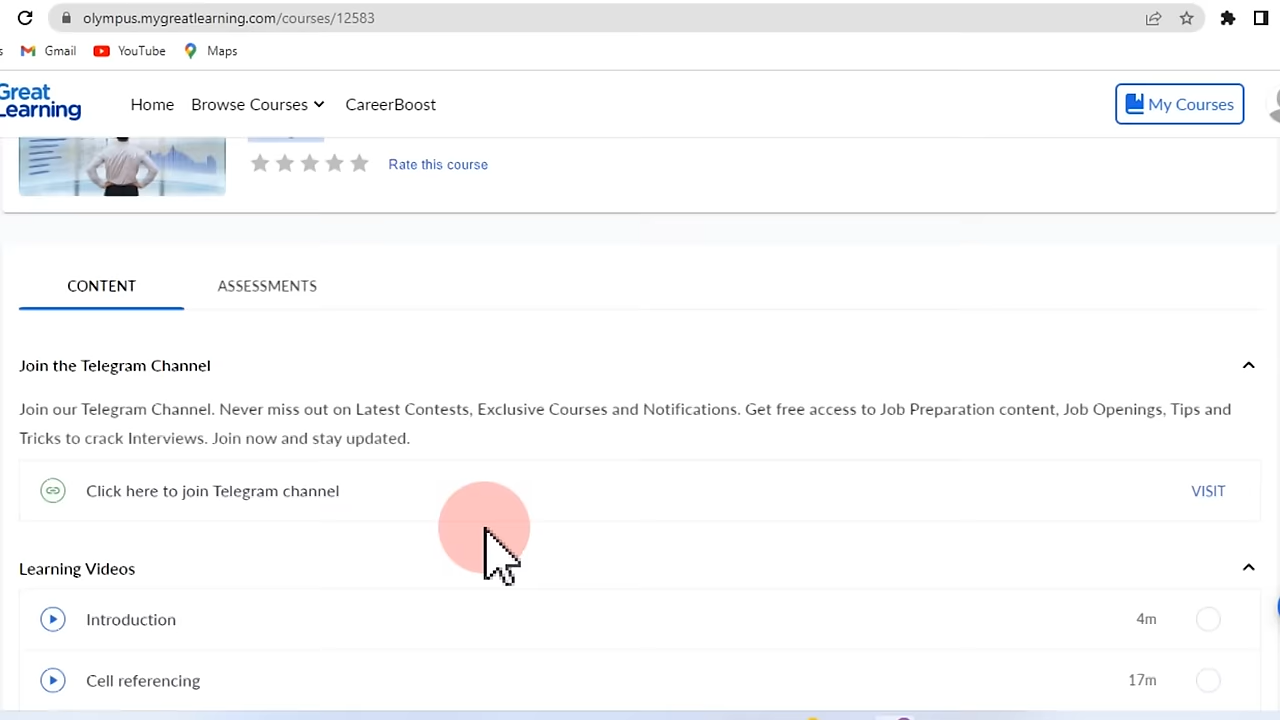 olympus.mygreatlearning.com/courses/12583
s Gmail YouTube Maps
Great
Learning
Home Browse Courses CareerBoost My Courses
Rate this course
CONTENT ASSESSMENTS
Join the Telegram Channel
Join our Telegram Channel. Never miss out on Latest Contests, Exclusive Courses and Notifications. Get free access to Job Preparation content, Job Openings, Tips and
Tricks to crack Interviews. Join now and stay updated.
Click here to join Telegram channel VISIT
Learning Videos
Introduction 4m
Cell referencing 17m